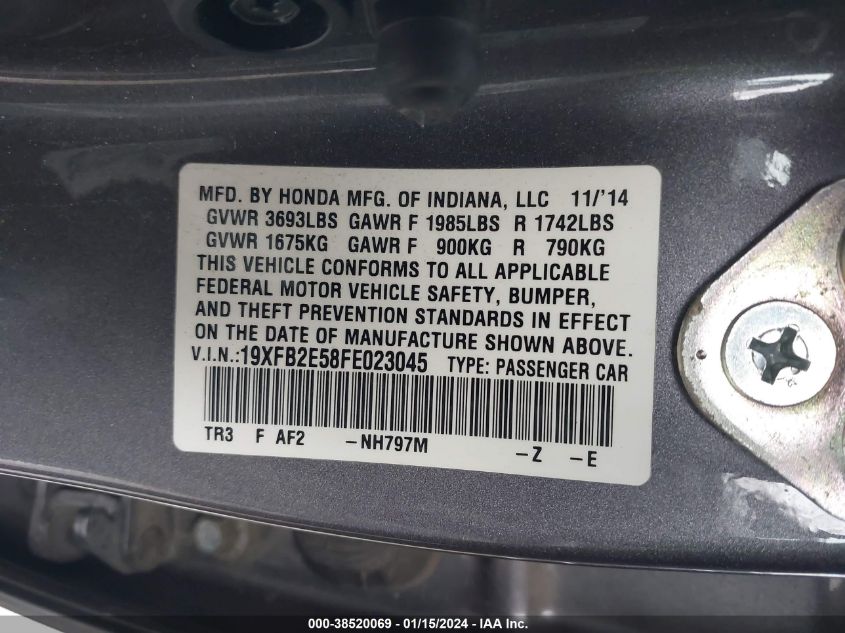 MFD. BY HONDA MFG. OF INDIANA, LLC 11/'14
GVWR 3693LBS GAWR F 1985LBS R 1742LBS
GVWR 1675KG GAWR F 900KG R 790KG
THIS VEHICLE CONFORMS TO ALL APPLICABLE
FEDERAL MOTOR VEHICLE SAFETY, BUMPER,
AND THEFT PREVENTION STANDARDS IN EFFECT
ON THE DATE OF MANUFACTURE SHOWN ABOVE.
V.I.N.:19XFB2E58FE023045 TYPE: PASSENGER CAR
TR3 F AF2 -NH797M -Z -E
000-38520069 - 01/15/2024 - IAA Inc.